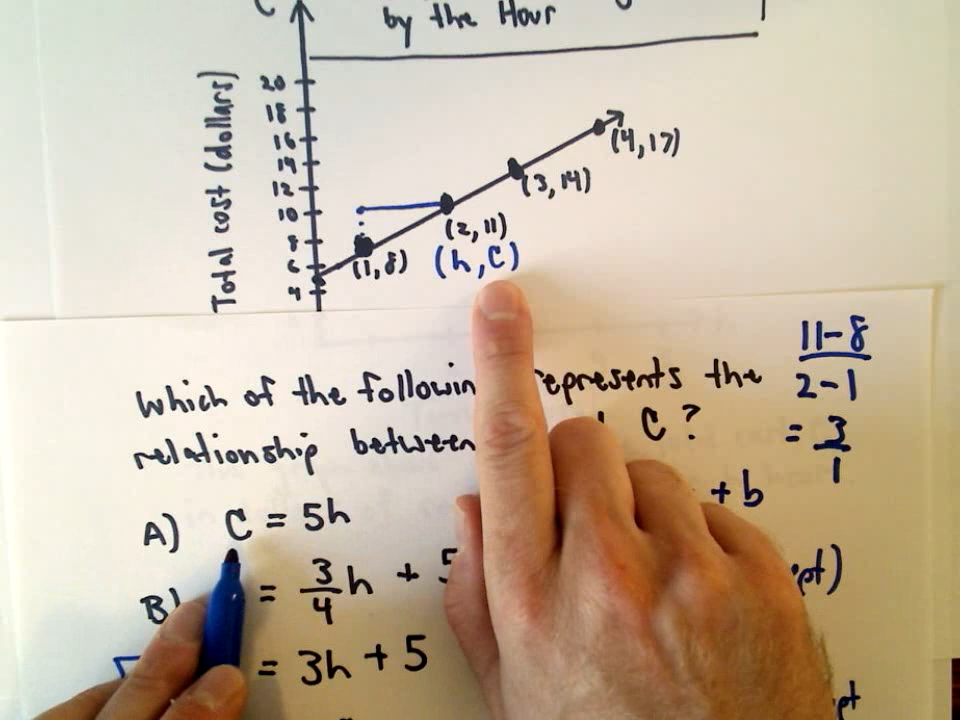 C
by the Hour
Total cost (dollars)
20
18
16
14
12
10
8
6
4
(4,17)
(3,14)
(2,11)
(1,8)
(h,C)
11-8
2-1
= 3
1
Which of the following represents the
relationship between C?
+ b
A) C = 5h
B) = 3/4 h + 5
= 3h + 5